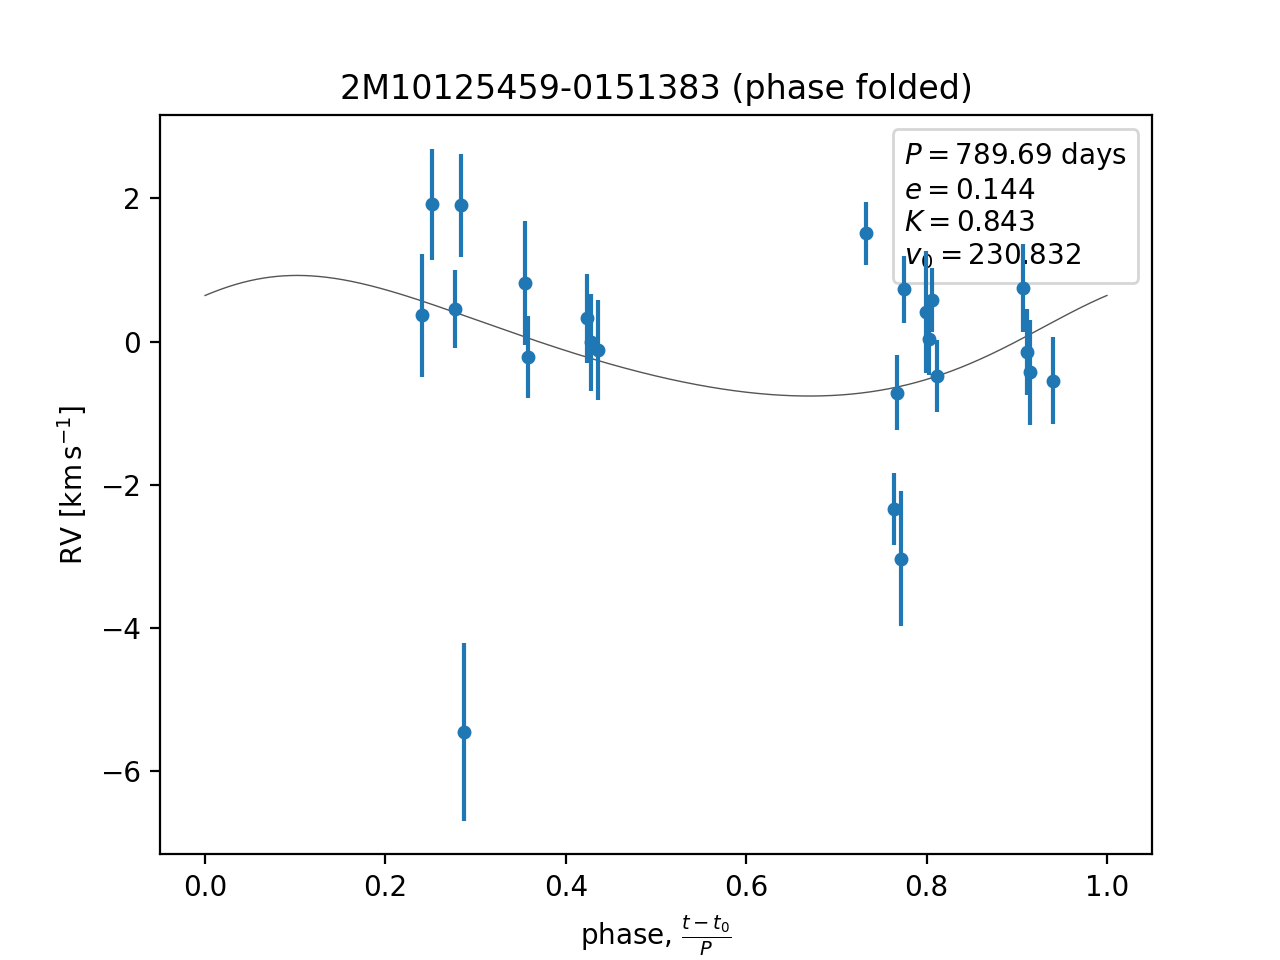 2M10125459-0151383 (phase folded)
P = 789.69 days
e = 0.144
K = 0.843
v₀ = 230.832
RV [km s⁻¹]
2
0
−2
−4
−6
0.0 0.2 0.4 0.6 0.8 1.0
phase, (t − t₀)/P